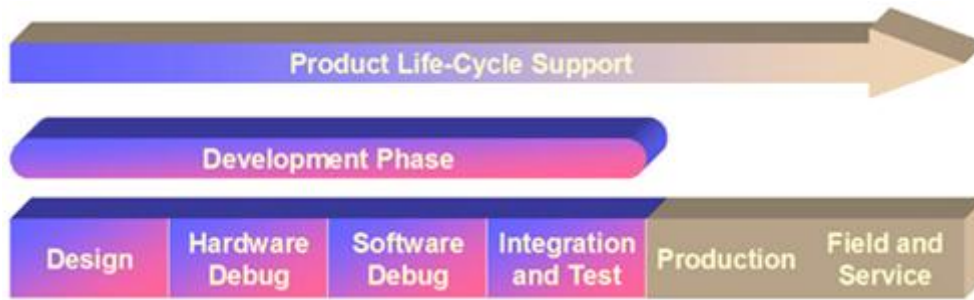 Product Life-Cycle Support
Development Phase
Design
Hardware
Debug
Software
Debug
Integration
and Test
Production
Field and
Service